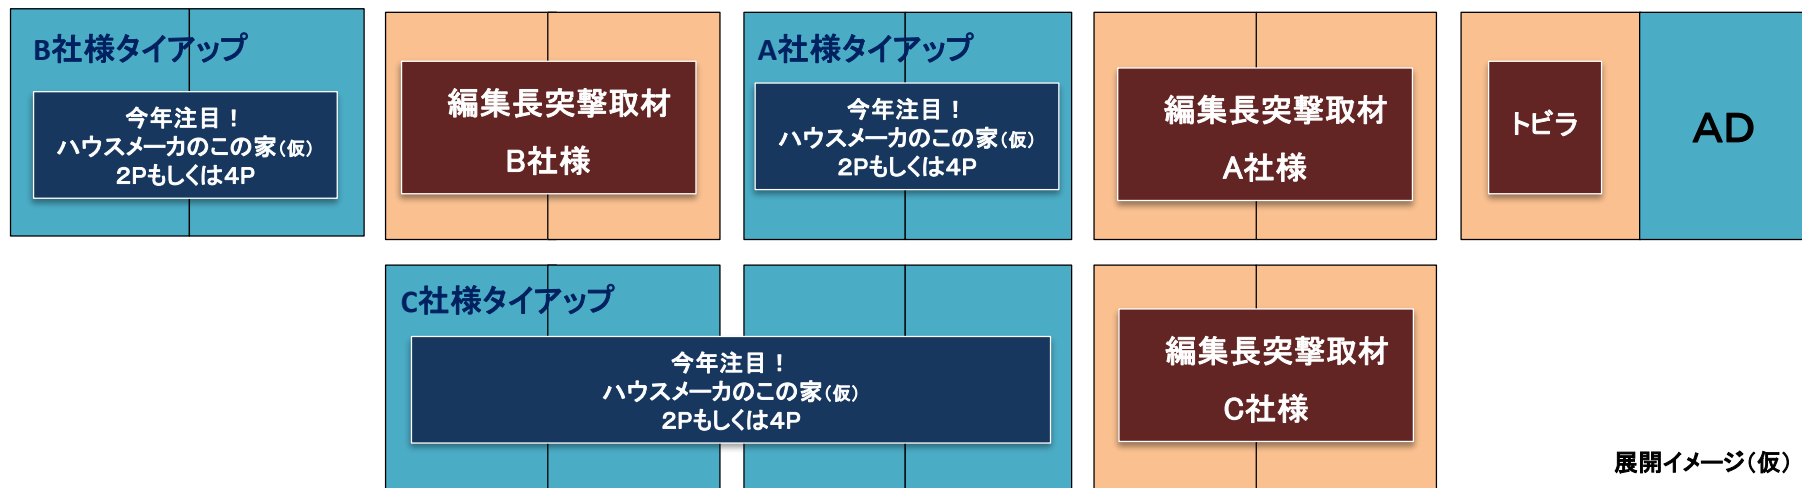 B社様タイアップ
今年注目！
ハウスメーカのこの家（仮）
２Pもしくは４P
編集長突撃取材
B社様
A社様タイアップ
今年注目！
ハウスメーカのこの家（仮）
２Pもしくは４P
編集長突撃取材
A社様
トビラ
AD
C社様タイアップ
今年注目！
ハウスメーカのこの家（仮）
２Pもしくは４P
編集長突撃取材
C社様
展開イメージ（仮）